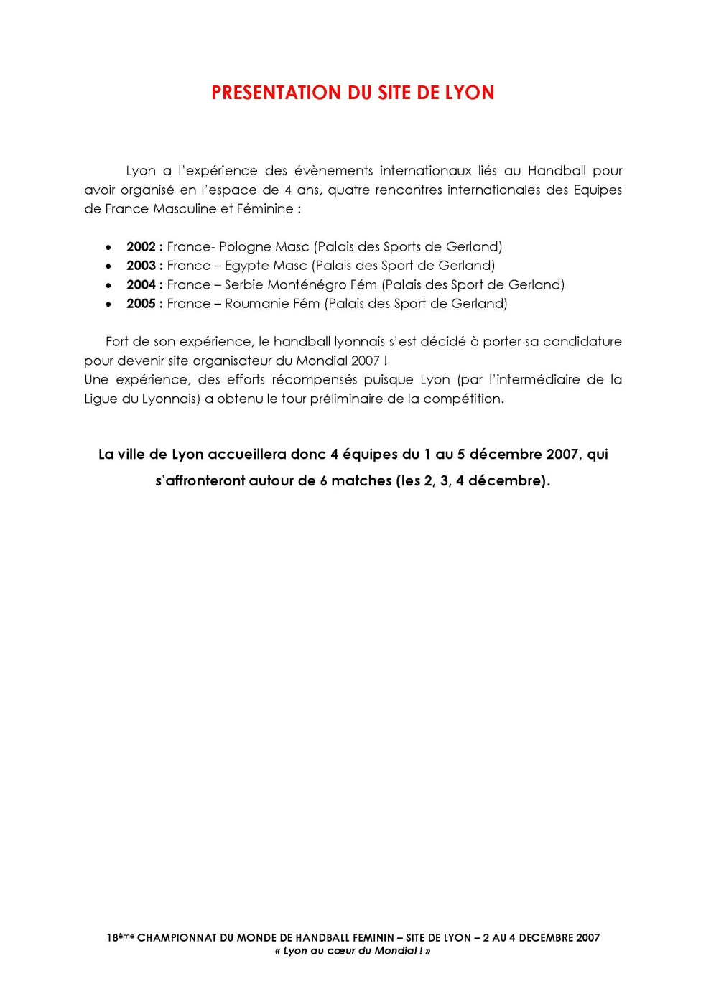 PRESENTATION DU SITE DE LYON
Lyon a l'expérience des évènements internationaux liés au Handball pour
avoir organisé en l'espace de 4 ans, quatre rencontres internationales des Equipes
de France Masculine et Féminine :
• 2002 : France- Pologne Masc (Palais des Sports de Gerland)
• 2003 : France – Egypte Masc (Palais des Sport de Gerland)
• 2004 : France – Serbie Monténégro Fém (Palais des Sport de Gerland)
• 2005 : France – Roumanie Fém (Palais des Sport de Gerland)
Fort de son expérience, le handball lyonnais s'est décidé à porter sa candidature
pour devenir site organisateur du Mondial 2007 !
Une expérience, des efforts récompensés puisque Lyon (par l'intermédiaire de la
Ligue du Lyonnais) a obtenu le tour préliminaire de la compétition.
La ville de Lyon accueillera donc 4 équipes du 1 au 5 décembre 2007, qui
s'affronteront autour de 6 matches (les 2, 3, 4 décembre).
18ème CHAMPIONNAT DU MONDE DE HANDBALL FEMININ – SITE DE LYON – 2 AU 4 DECEMBRE 2007
« Lyon au cœur du Mondial ! »